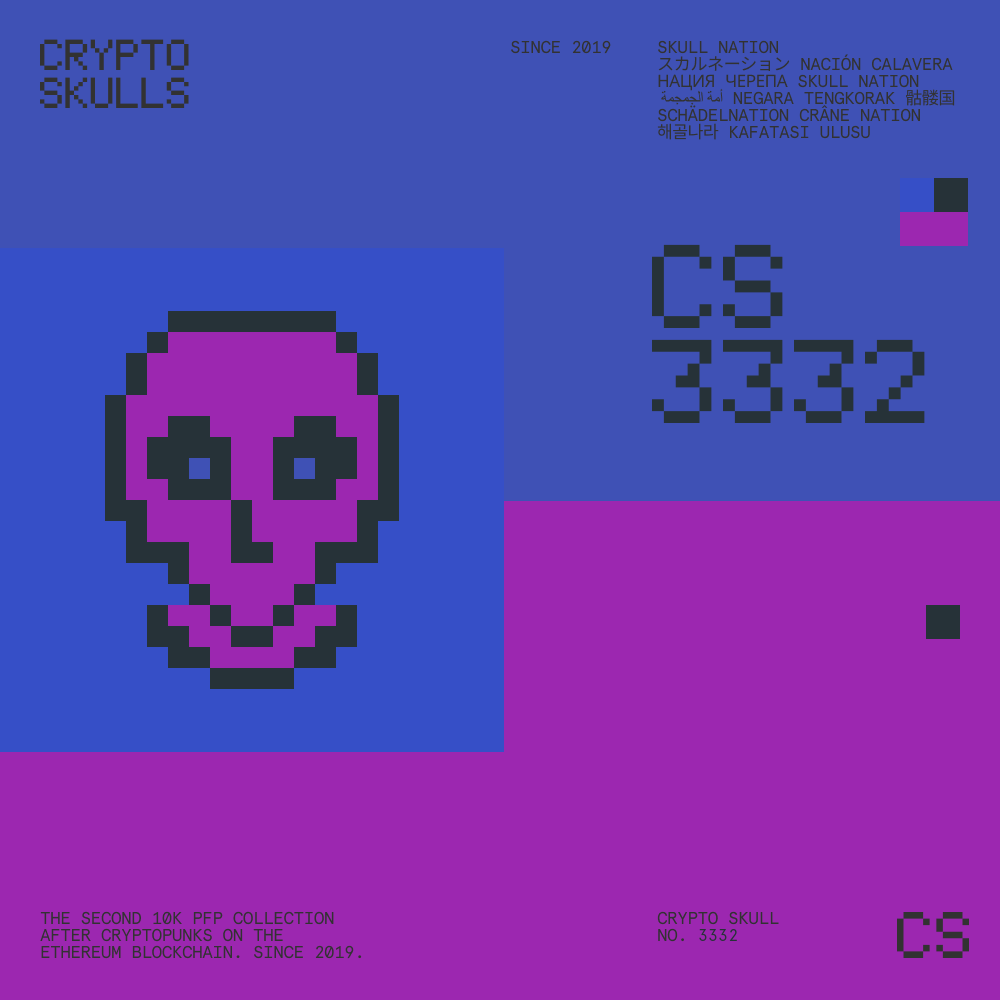 CRYPTO
SKULLS
SINCE 2019
SKULL NATION
スカルネーション NACIÓN CALAVERA
НАЦИЯ ЧЕРЕПА SKULL NATION
أمة الجمجمة NEGARA TENGKORAK 骷髅国
SCHÄDELNATION CRÂNE NATION
해골나라 KAFATASI ULUSU
CS
3332
THE SECOND 10K PFP COLLECTION
AFTER CRYPTOPUNKS ON THE
ETHEREUM BLOCKCHAIN. SINCE 2019.
CRYPTO SKULL
NO. 3332
CS